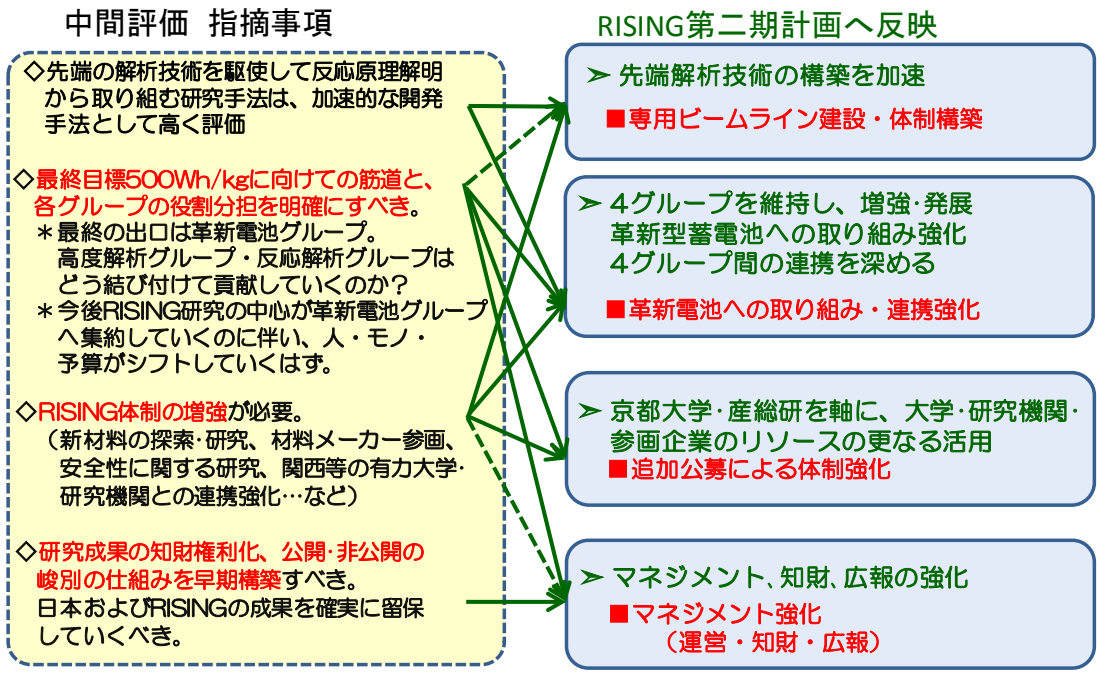 中間評価 指摘事項
◇先端の解析技術を駆使して反応原理解明
から取り組む研究手法は、加速的な開発
手法として高く評価
◇最終目標500Wh/kgに向けての筋道と、
各グループの役割分担を明確にすべき。
＊最終の出口は革新電池グループ。
高度解析グループ・反応解析グループは
どう結び付けて貢献していくのか？
＊今後RISING研究の中心が革新電池グループ
へ集約していくのに伴い、人・モノ・
予算がシフトしていくはず。
◇RISING体制の増強が必要。
（新材料の探索・研究、材料メーカー参画、
安全性に関する研究、関西等の有力大学・
研究機関との連携強化…など）
◇研究成果の知財権利化、公開・非公開の
峻別の仕組みを早期構築すべき。
日本およびRISINGの成果を確実に留保
していくべき。
RISING第二期計画へ反映
➢ 先端解析技術の構築を加速
■専用ビームライン建設・体制構築
➢ 4グループを維持し、増強・発展
革新型蓄電池への取り組み強化
4グループ間の連携を深める
■革新電池への取り組み・連携強化
➢ 京都大学・産総研を軸に、大学・研究機関・
参画企業のリソースの更なる活用
■追加公募による体制強化
➢ マネジメント、知財、広報の強化
■マネジメント強化
（運営・知財・広報）